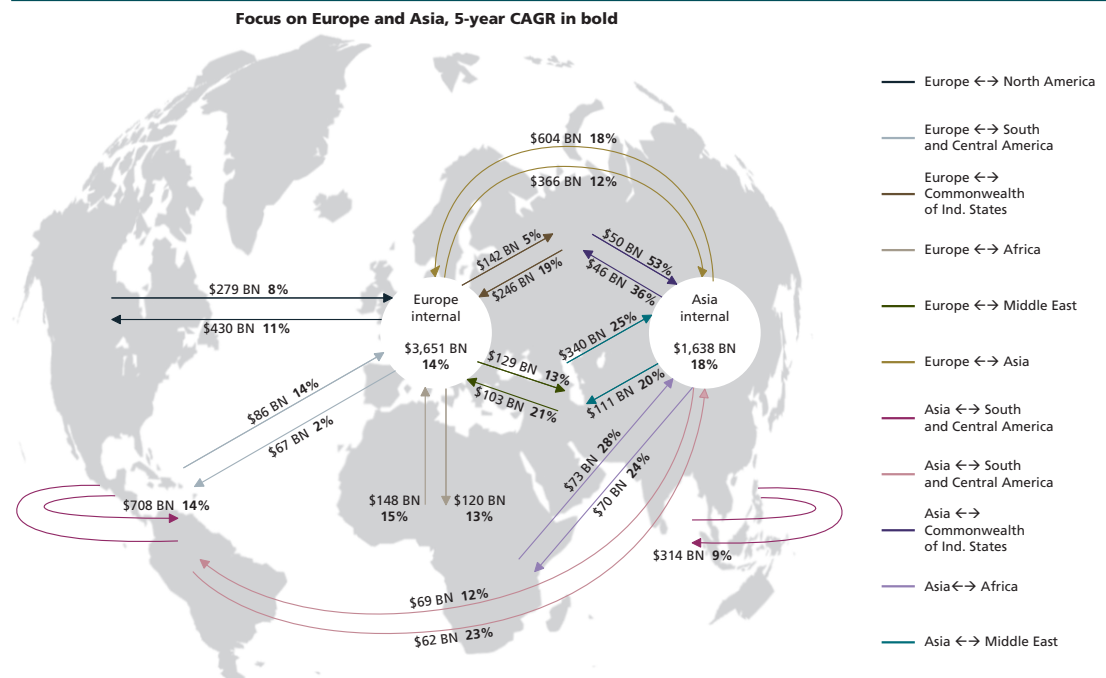 Focus on Europe and Asia, 5-year CAGR in bold
$604 BN 18%
$366 BN 12%
$142 BN 5%
$246 BN 19%
$50 BN 53%
$46 BN 36%
$279 BN 8%
$430 BN 11%
Europe
internal
$3,651 BN
14%
Asia
internal
$1,638 BN
18%
$340 BN 25%
$111 BN 20%
$129 BN 13%
$103 BN 21%
$86 BN 14%
$67 BN 2%
$73 BN 28%
$70 BN 24%
$708 BN 14%
$148 BN
15%
$120 BN
13%
$314 BN 9%
$69 BN 12%
$62 BN 23%
Europe ←→ North America
Europe ←→ South
and Central America
Europe ←→
Commonwealth
of Ind. States
Europe ←→ Africa
Europe ←→ Middle East
Europe ←→ Asia
Asia ←→ South
and Central America
Asia ←→ South
and Central America
Asia ←→
Commonwealth
of Ind. States
Asia←→ Africa
Asia ←→ Middle East